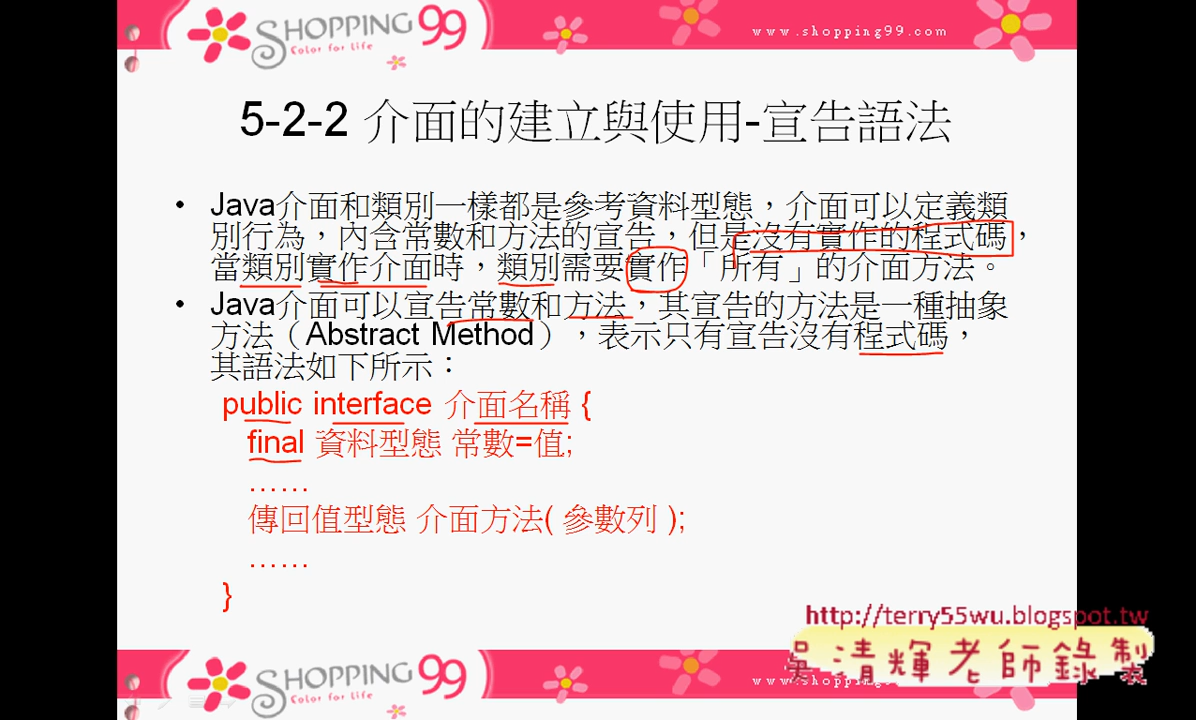 SHOPPING 99
Color for Life
www.shopping99.com
5-2-2 介面的建立與使用-宣告語法
• Java介面和類別一樣都是參考資料型態，介面可以定義類
別行為，內含常數和方法的宣告，但是沒有實作的程式碼，
當類別實作介面時，類別需要實作「所有」的介面方法。
• Java介面可以宣告常數和方法，其宣告的方法是一種抽象
方法（Abstract Method），表示只有宣告沒有程式碼，
其語法如下所示：
public interface 介面名稱 {
final 資料型態 常數=值;
……
傳回值型態 介面方法( 參數列 );
……
}
http://terry55wu.blogspot.tw
吳清輝老師錄製
SHOPPING 99
Color for Life